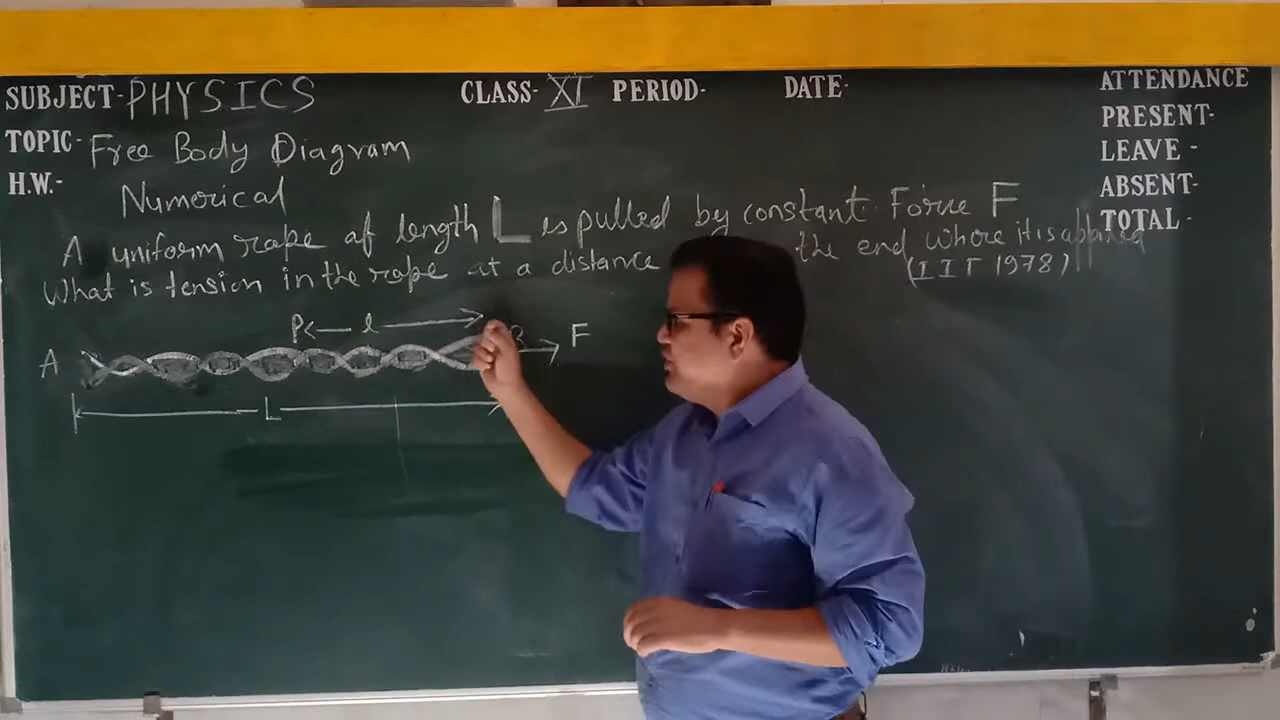 SUBJECT- PHYSICS CLASS- XI PERIOD- DATE- ATTENDANCE
PRESENT-
TOPIC- Free Body Diagram LEAVE -
H.W.- ABSENT-
Numerical TOTAL -
A uniform rope of length L is pulled by constant Force F
What is tension in the rope at a distance the end where it is applied
(IIT 1978)
P l F
A
L